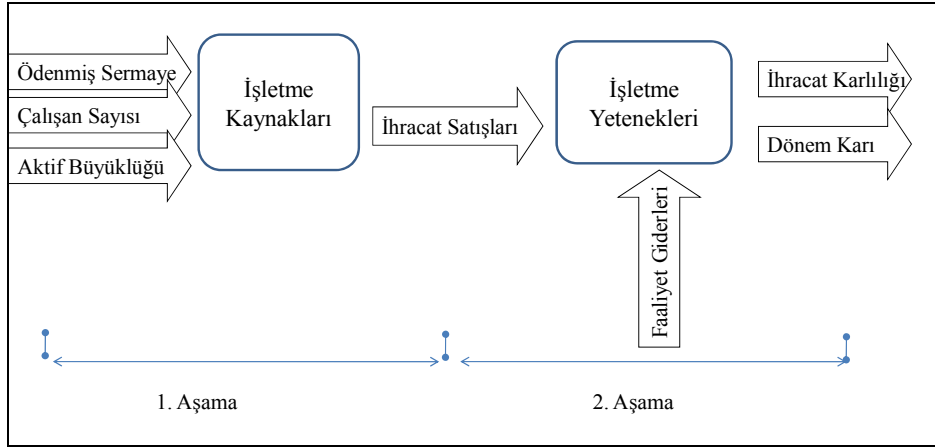 Ödenmiş Sermaye
Çalışan Sayısı
Aktif Büyüklüğü
İşletme
Kaynakları
İhracat Satışları
İşletme
Yetenekleri
İhracat Karlılığı
Dönem Karı
Faaliyet Giderleri
1. Aşama
2. Aşama